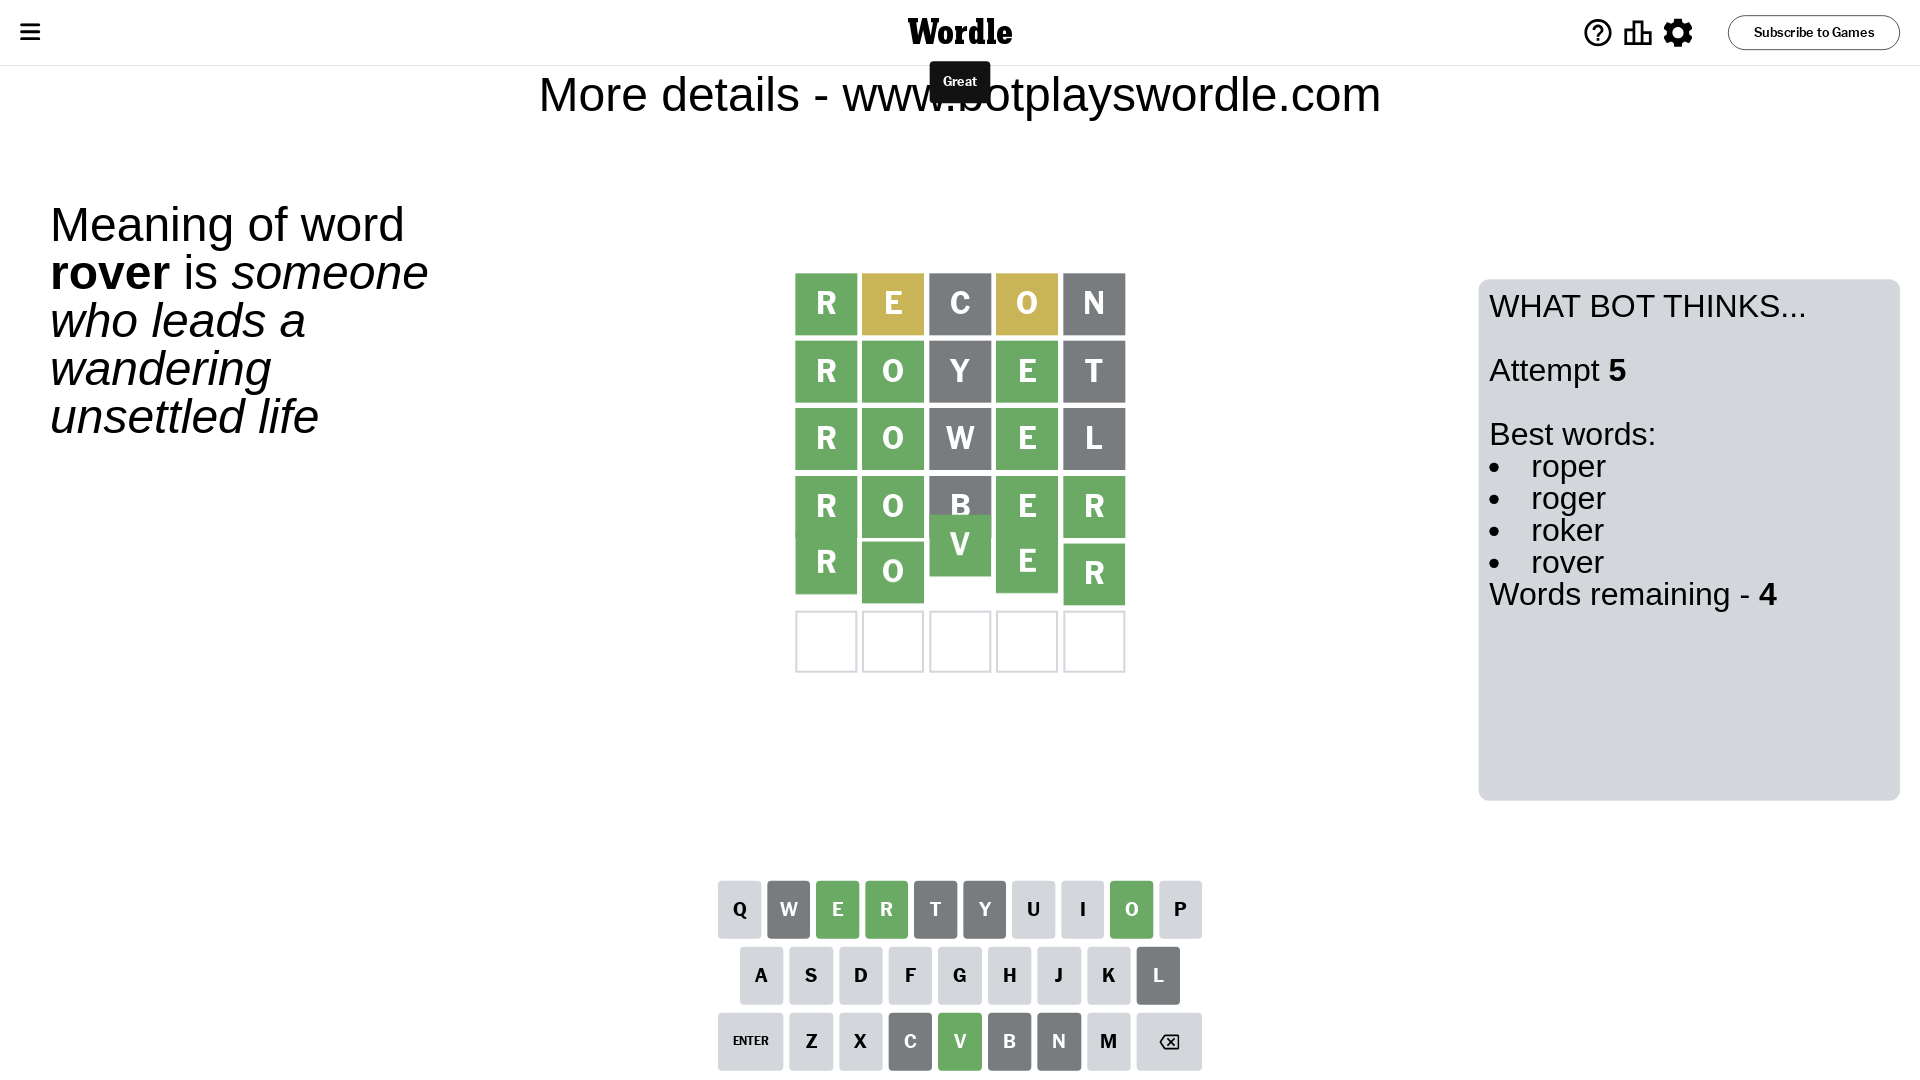 Wordle
Subscribe to Games
Great
More details - www.botplayswordle.com
Meaning of word
rover is someone
who leads a
wandering
unsettled life
R E C O N
R O Y E T
R O W E L
R O B E R
R O V E R
WHAT BOT THINKS...
Attempt 5
Best words:
• roper
• roger
• roker
• rover
Words remaining - 4
Q W E R T Y U I O P
A S D F G H J K L
ENTER Z X C V B N M